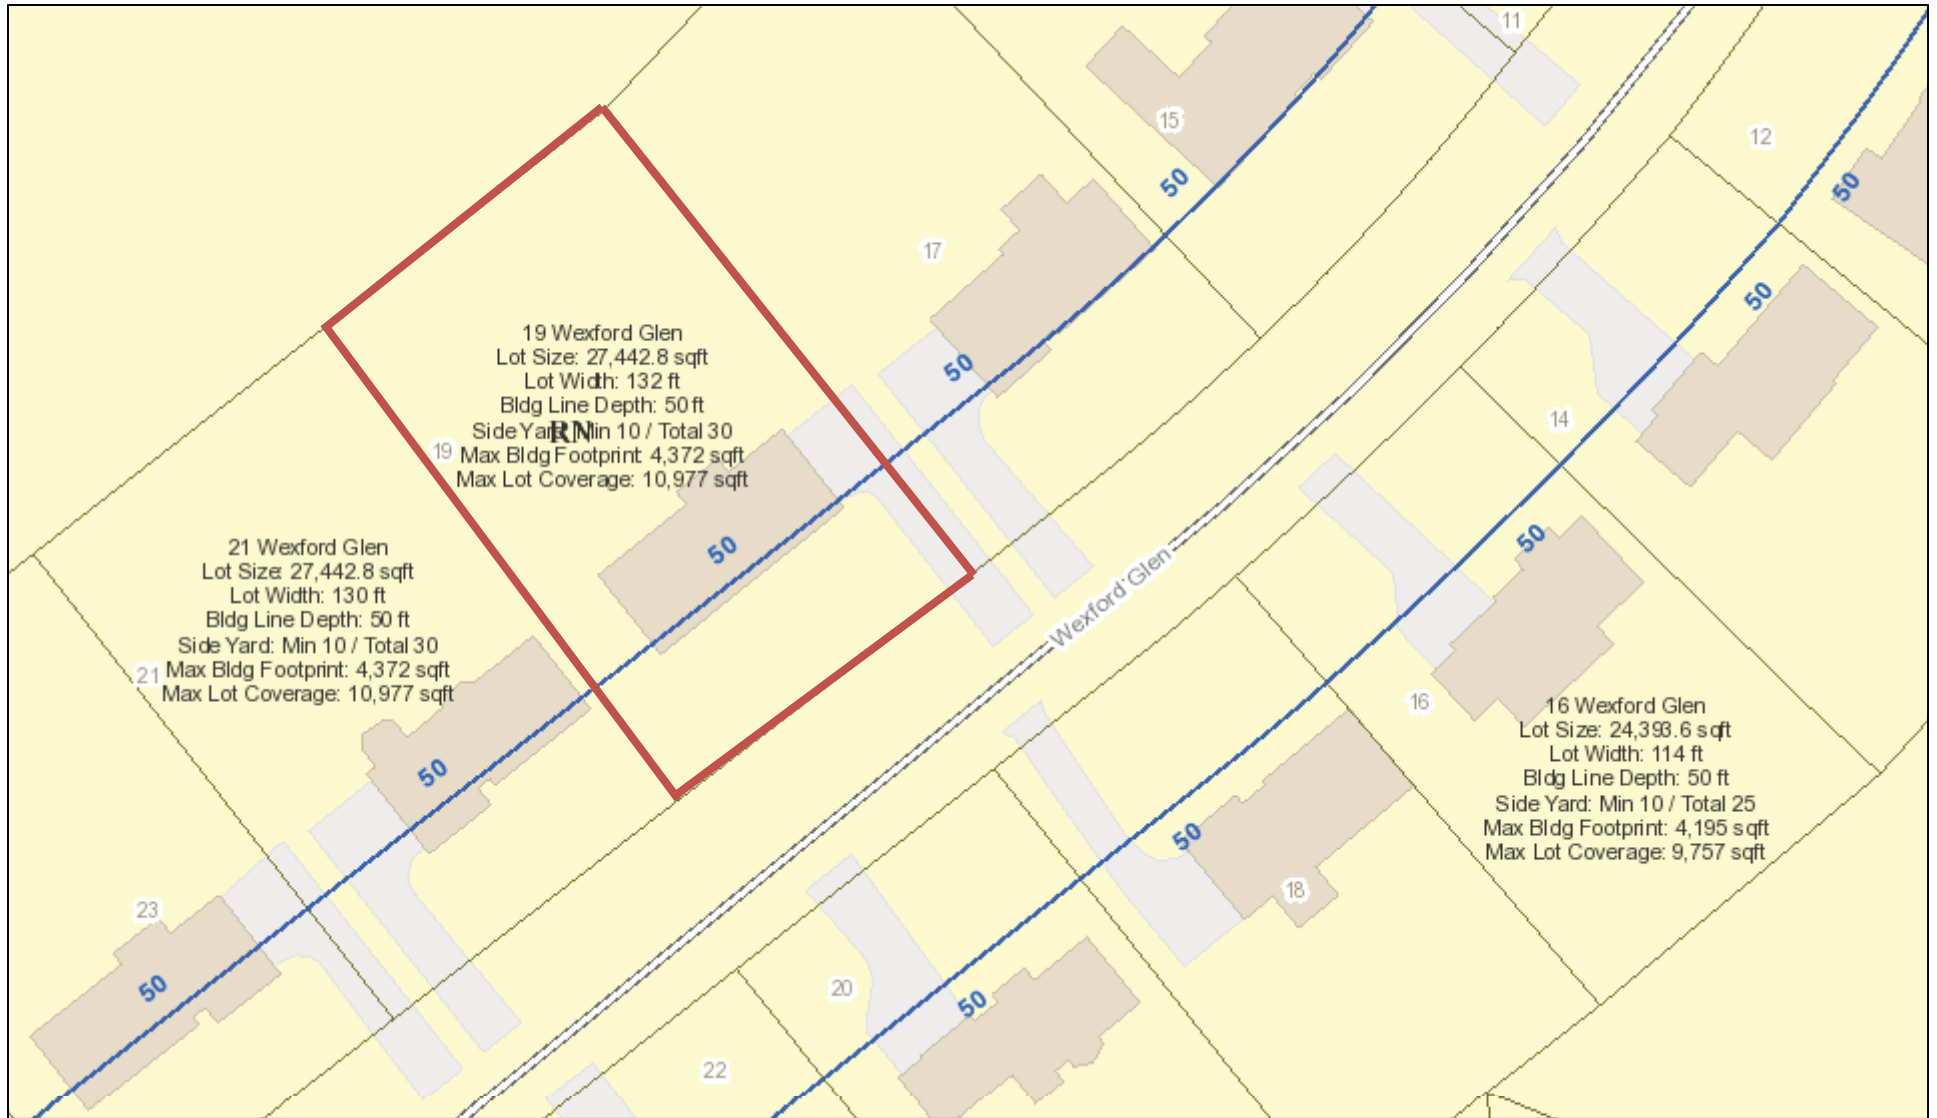 11
15
12
50
50
17
50
19 Wexford Glen
Lot Size: 27,442.8 sqft
Lot Width: 132 ft
Bldg Line Depth: 50 ft
Side Yard: Min 10 / Total 30
RN
Max Bldg Footprint: 4,372 sqft
Max Lot Coverage: 10,977 sqft
19
50
14
50
50
Wexford Glen
21 Wexford Glen
Lot Size: 27,442.8 sqft
Lot Width: 130 ft
Bldg Line Depth: 50 ft
Side Yard: Min 10 / Total 30
Max Bldg Footprint: 4,372 sqft
Max Lot Coverage: 10,977 sqft
21
50
16
16 Wexford Glen
Lot Size: 24,393.6 sqft
Lot Width: 114 ft
Bldg Line Depth: 50 ft
Side Yard: Min 10 / Total 25
Max Bldg Footprint: 4,195 sqft
Max Lot Coverage: 9,757 sqft
50
18
23
50
20
50
22